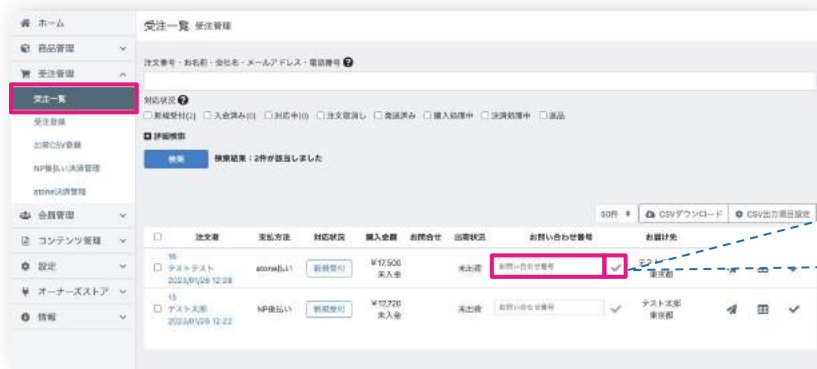 ホーム
受注一覧 受注管理
商品管理
注文番号・お名前・会社名・メールアドレス・電話番号
受注管理
受注一覧
対応状況
新規受付(2) 入金済み(0) 対応中(0) 注文取消し 発送済み 購入処理中 決済処理中 返品
受注登録
出荷CSV登録
詳細検索
NP後払い決済管理
検索 検索結果：2件が該当しました
atone決済管理
会員管理
50件 CSVダウンロード CSV出力項目設定
コンテンツ管理
注文者 支払方法 対応状況 購入金額 お問合せ 出荷状況 お問い合わせ番号 お届け先
設定
16
テストテスト atone払い 新規受付 ¥17,506 未出荷 お問い合わせ番号
未入金 東京都
2023/01/26 12:28
オーナーズストア
情報
15
テスト太郎 NP後払い 新規受付 ¥12,720 未出荷 お問い合わせ番号 テスト太郎
未入金 東京都
2023/01/26 12:22